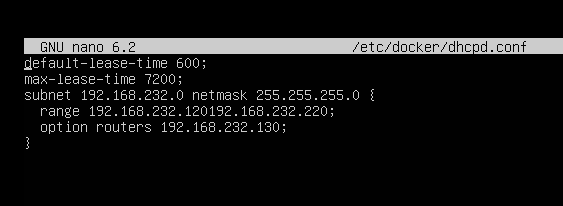 GNU nano 6.2 /etc/docker/dhcpd.conf
default-lease-time 600;
max-lease-time 7200;
subnet 192.168.232.0 netmask 255.255.255.0 {
  range 192.168.232.120192.168.232.220;
  option routers 192.168.232.130;
}